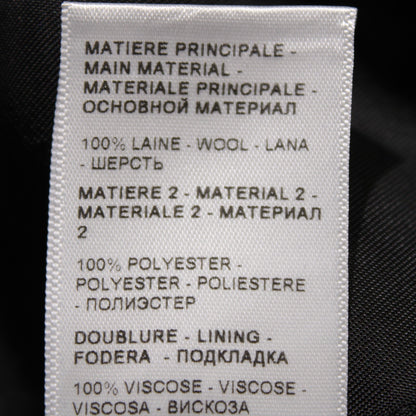 MATIERE PRINCIPALE -
MAIN MATERIAL -
MATERIALE PRINCIPALE -
ОСНОВНОЙ МАТЕРИАЛ
100% LAINE - WOOL - LANA
- ШЕРСТЬ
MATIERE 2 - MATERIAL 2 -
MATERIALE 2 - МАТЕРИАЛ
2
100% POLYESTER -
POLYESTER - POLIESTERE
- ПОЛИЭСТЕР
DOUBLURE - LINING -
FODERA - ПОДКЛАДКА
100% VISCOSE - VISCOSE -
VISCOSA - ВИСКОЗА